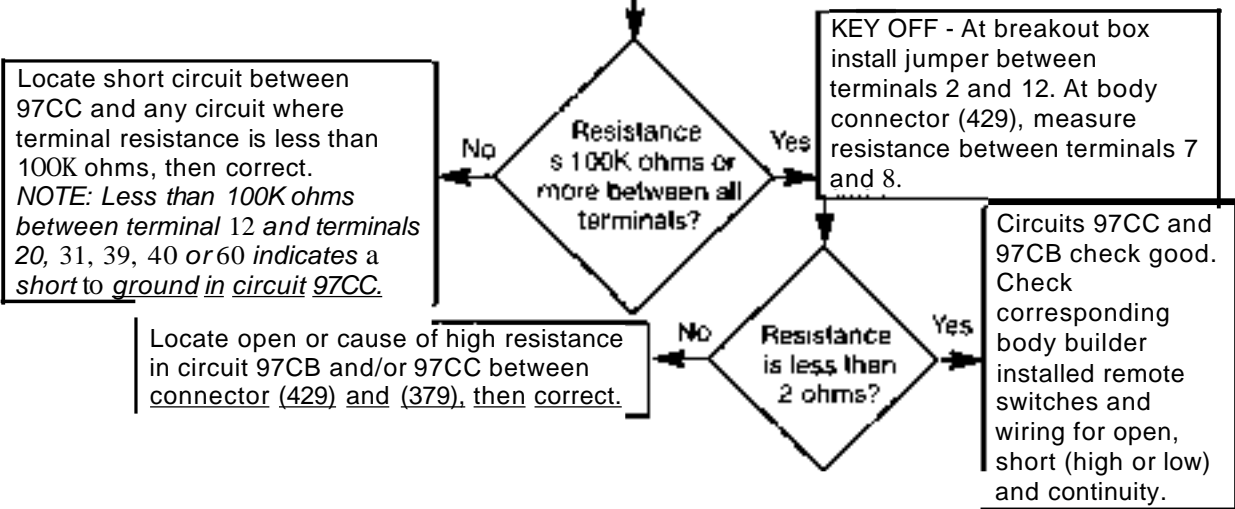 KEY OFF - At breakout box
install jumper between
terminals 2 and 12. At body
connector (429), measure
resistance between terminals 7
and 8.
Locate short circuit between
97CC and any circuit where
terminal resistance is less than
100K ohms, then correct.
NOTE: Less than 100K ohms
between terminal 12 and terminals
20, 31, 39, 40 or 60 indicates a
short to ground in circuit 97CC.
No
Resistance
s 100K ohms or
more between all
terminals?
Yes
Circuits 97CC and
97CB check good.
Check
corresponding
body builder
installed remote
switches and
wiring for open,
short (high or low)
and continuity.
Locate open or cause of high resistance
in circuit 97CB and/or 97CC between
connector (429) and (379), then correct.
No
Resistance
is less than
2 ohms?
Yes